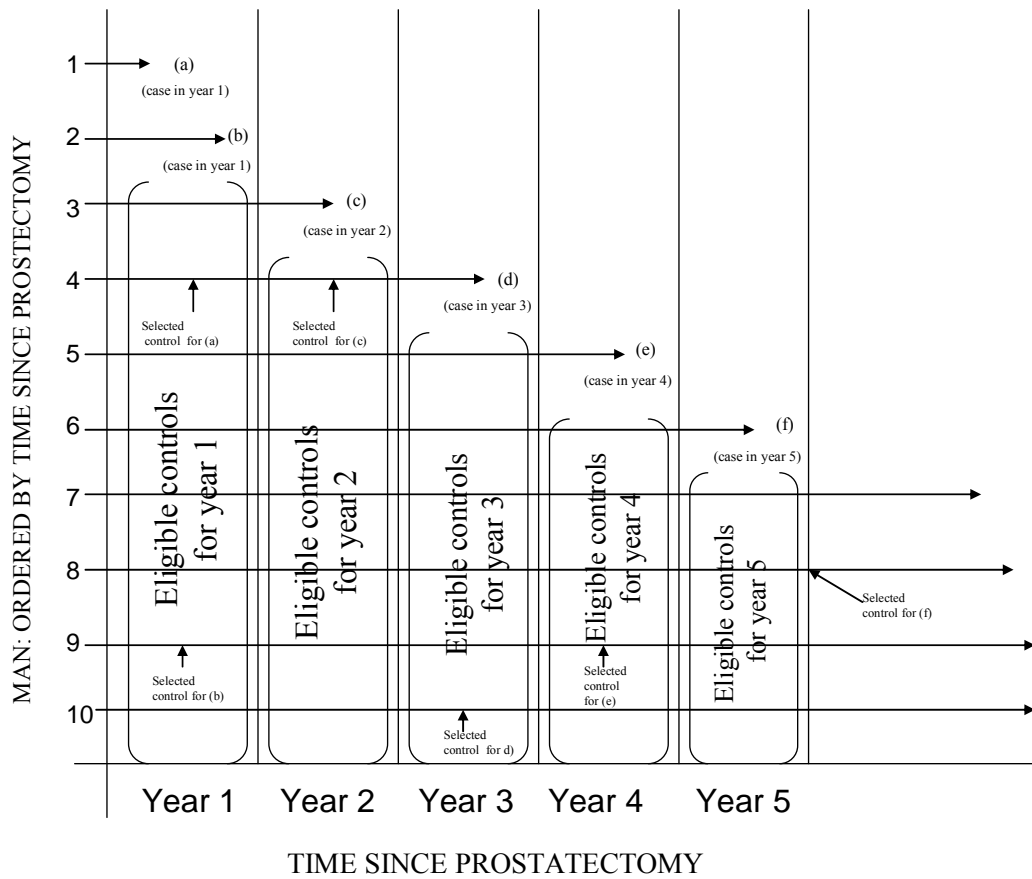 MAN: ORDERED BY TIME SINCE PROSTECTOMY
1
(a)
(case in year 1)
2
(b)
(case in year 1)
3
(c)
(case in year 2)
4
(d)
(case in year 3)
Selected
control for (a)
Selected
control for (c)
5
(e)
(case in year 4)
6
(f)
(case in year 5)
Eligible controls
for year 1
Eligible controls
for year 2
Eligible controls
for year 3
Eligible controls
for year 4
Eligible controls
for year 5
7
8
Selected
control for (f)
9
Selected
control for (b)
Selected
control
for (e)
10
Selected
control for d)
Year 1 Year 2 Year 3 Year 4 Year 5
TIME SINCE PROSTATECTOMY